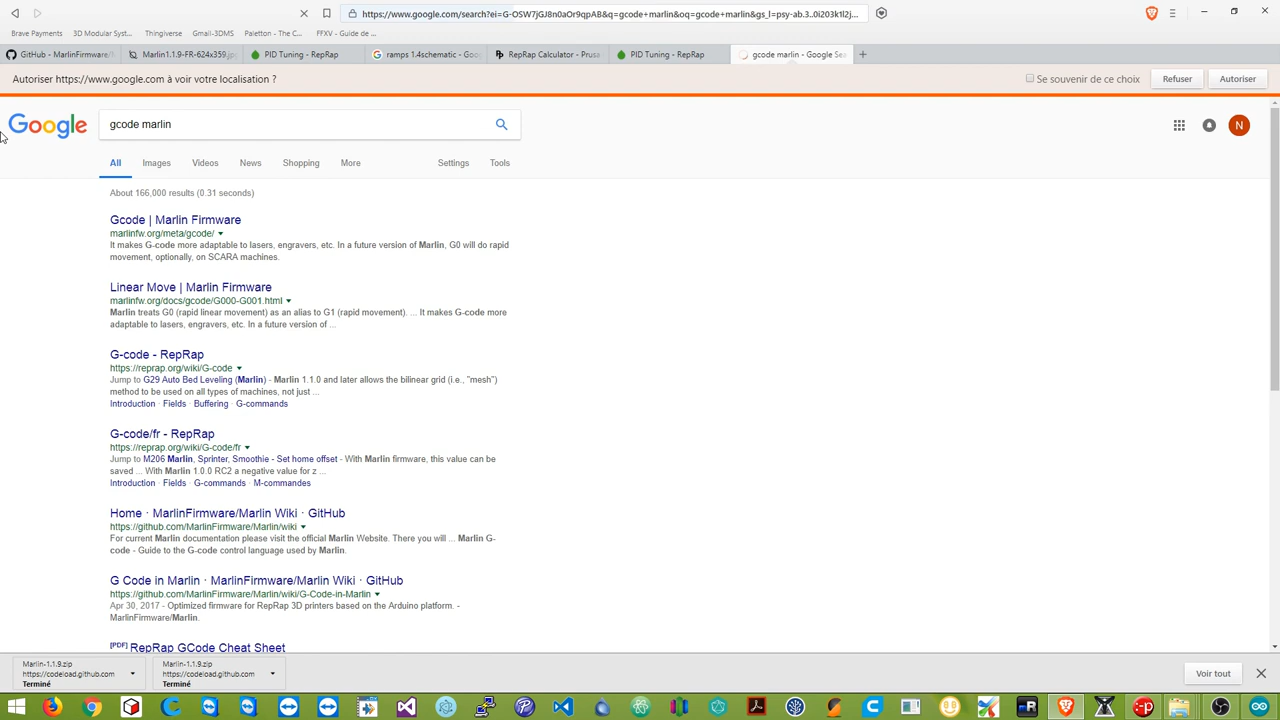 https://www.google.com/search?ei=G-OSW7jGJ8n0aOr9qpAB&q=gcode+marlin&oq=gcode+marlin&gs_l=psy-ab.3..0i203k1l2j...
Brave Payments 3D Modular Syst... Thingiverse Gmail-3DMS Paletton - The C... FFXV - Guide de ...
GitHub - MarlinFirmware/M Marlin1.1.9-FR-624x359.jpg PID Tuning - RepRap ramps 1.4schematic - Goo RepRap Calculator - Prusa PID Tuning - RepRap gcode marlin - Google Sea
Autoriser https://www.google.com à voir votre localisation ? Se souvenir de ce choix Refuser Autoriser
Google gcode marlin N
All Images Videos News Shopping More Settings Tools
About 166,000 results (0.31 seconds)
Gcode | Marlin Firmware
marlinfw.org/meta/gcode/
It makes G-code more adaptable to lasers, engravers, etc. In a future version of Marlin, G0 will do rapid
movement, optionally, on SCARA machines.
Linear Move | Marlin Firmware
marlinfw.org/docs/gcode/G000-G001.html
Marlin treats G0 (rapid linear movement) as an alias to G1 (rapid movement). ... It makes G-code more
adaptable to lasers, engravers, etc. In a future version of ...
G-code - RepRap
https://reprap.org/wiki/G-code
Jump to G29 Auto Bed Leveling (Marlin) - Marlin 1.1.0 and later allows the bilinear grid (i.e., "mesh")
method to be used on all types of machines, not just ...
Introduction · Fields · Buffering · G-commands
G-code/fr - RepRap
https://reprap.org/wiki/G-code/fr
Jump to M206 Marlin, Sprinter, Smoothie - Set home offset - With Marlin firmware, this value can be
saved ... With Marlin 1.0.0 RC2 a negative value for z ...
Introduction · Fields · G-commands · M-commandes
Home · MarlinFirmware/Marlin Wiki · GitHub
https://github.com/MarlinFirmware/Marlin/wiki
For current Marlin documentation please visit the official Marlin Website. There you will ... Marlin G-
code - Guide to the G-code control language used by Marlin.
G Code in Marlin · MarlinFirmware/Marlin Wiki · GitHub
https://github.com/MarlinFirmware/Marlin/wiki/G-Code-in-Marlin
Apr 30, 2017 - Optimized firmware for RepRap 3D printers based on the Arduino platform. -
MarlinFirmware/Marlin.
[PDF] RepRap GCode Cheat Sheet
Marlin-1.1.9.zip Marlin-1.1.9.zip
https://codeload.github.com https://codeload.github.com Voir tout
Terminé Terminé